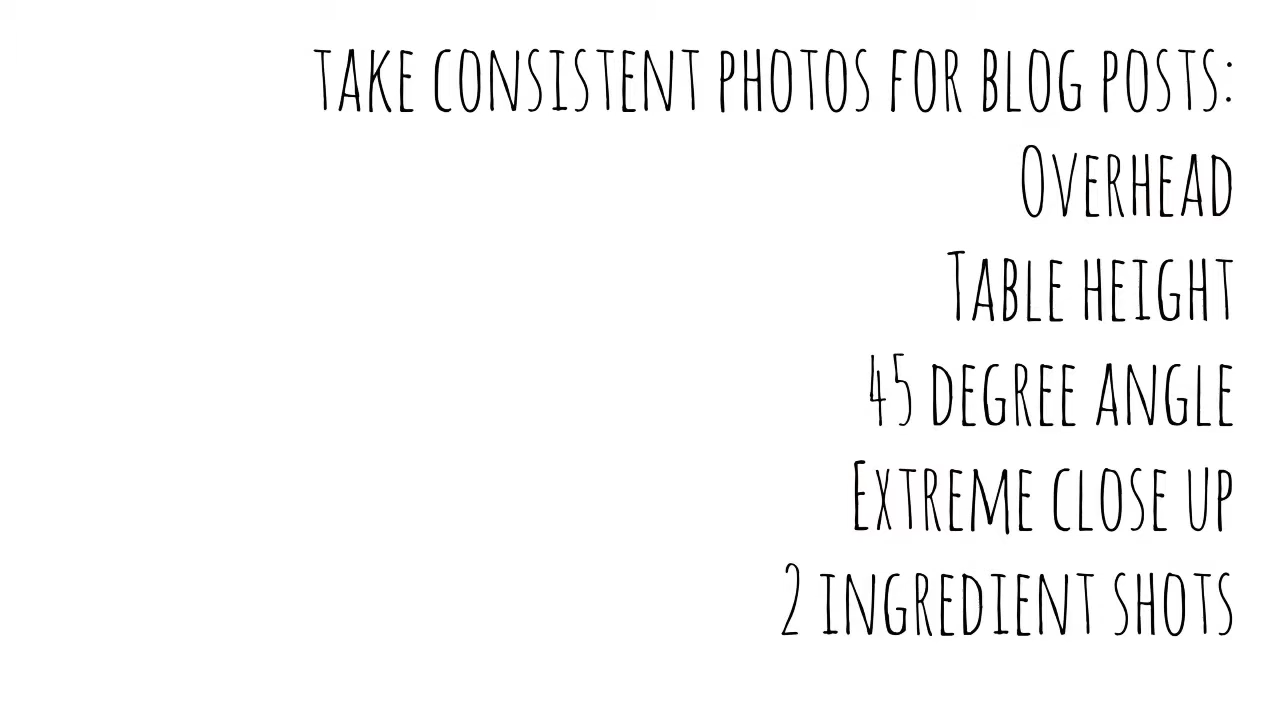 TAKE CONSISTENT PHOTOS FOR BLOG POSTS:
OVERHEAD
TABLE HEIGHT
45 DEGREE ANGLE
EXTREME CLOSE UP
2 INGREDIENT SHOTS